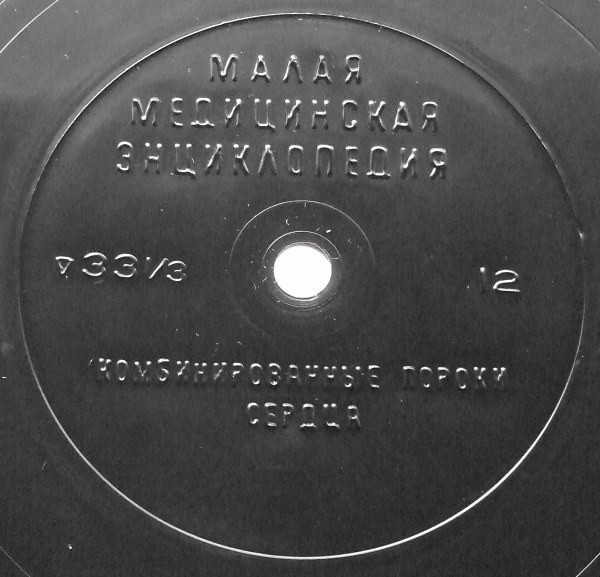 МАЛАЯ
МЕДИЦИНСКАЯ
ЭНЦИКЛОПЕДИЯ
▽33⅓ 12
КОМБИНИРОВАННЫЕ ПОРОКИ
СЕРДЦА